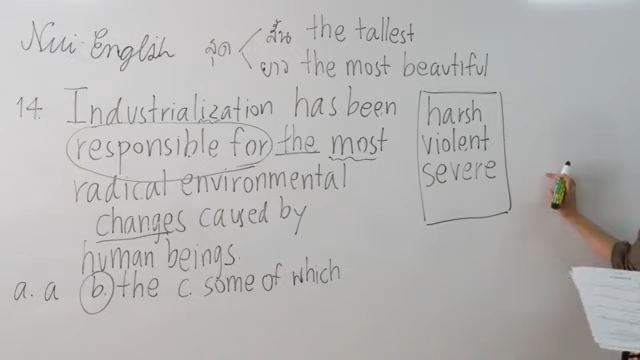 Nui-English
สุด < สั้น the tallest
ยาว the most beautiful
14. Industrialization has been
responsible for the most
radical environmental
changes caused by
human beings.
a. a b. the c. some of which
harsh
violent
severe